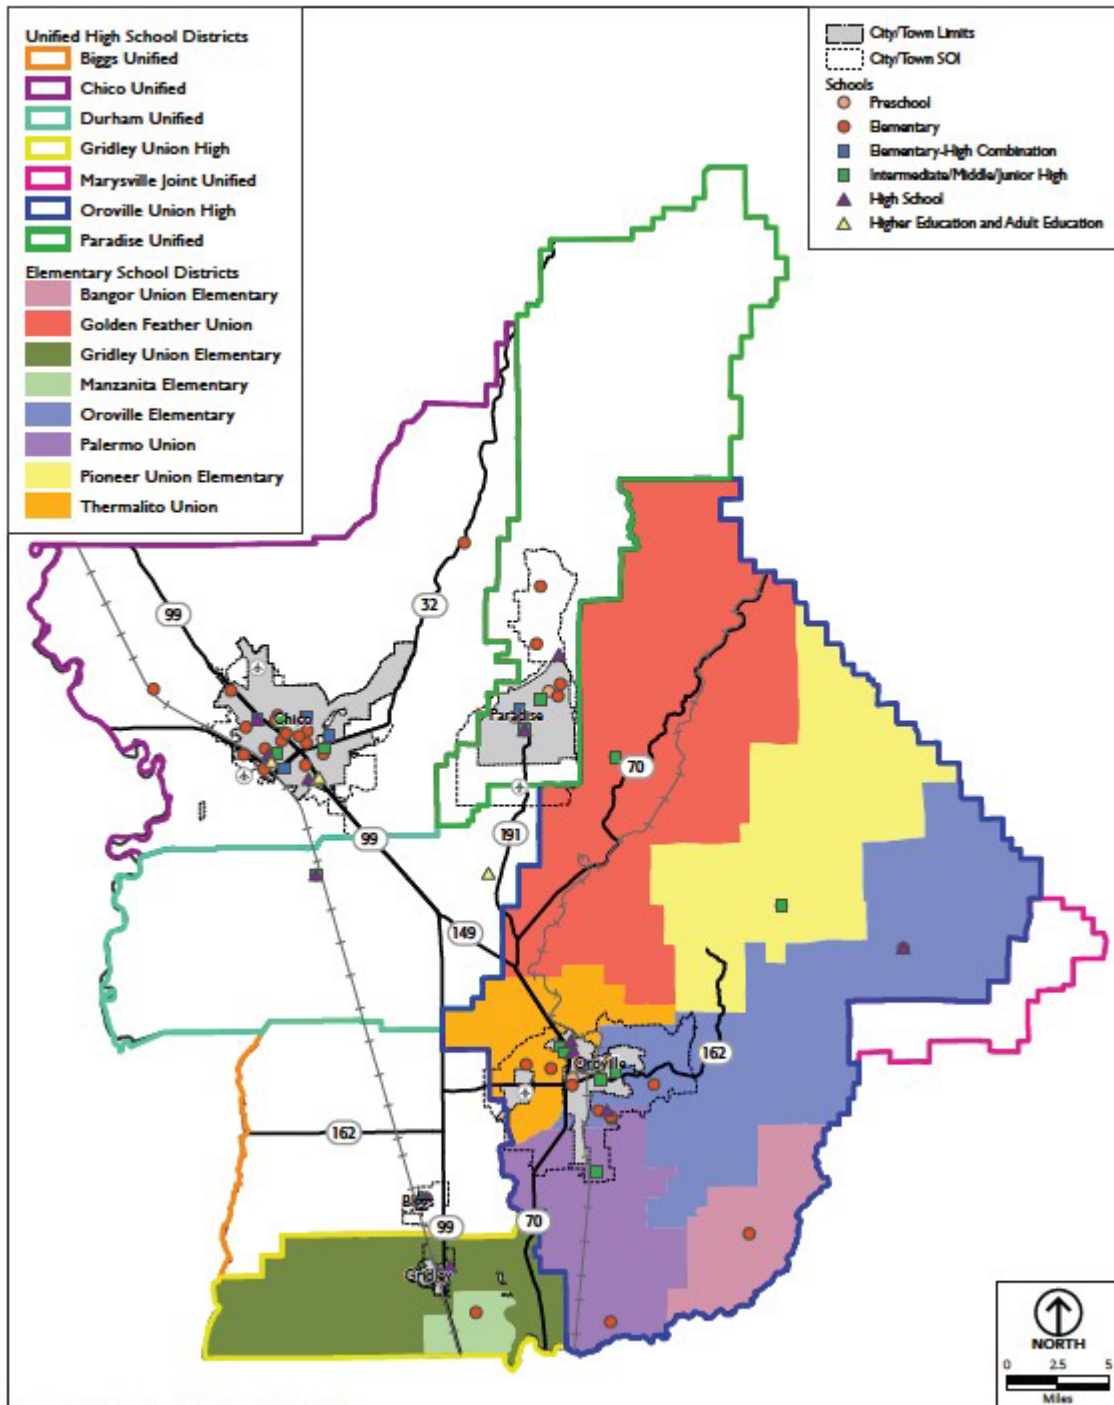 Unified High School Districts
Biggs Unified
Chico Unified
Durham Unified
Gridley Union High
Marysville Joint Unified
Oroville Union High
Paradise Unified
Elementary School Districts
Bangor Union Elementary
Golden Feather Union
Gridley Union Elementary
Manzanita Elementary
Oroville Elementary
Palermo Union
Pioneer Union Elementary
Thermalito Union
City/Town Limits
City/Town SOI
Schools
Preschool
Elementary
Elementary-High Combination
Intermediate/Middle/Junior High
High School
Higher Education and Adult Education
99
32
Chico
Paradise
70
99
191
149
Oroville
162
162
Biggs
99
70
Gridley
NORTH
0 2.5 5
Miles